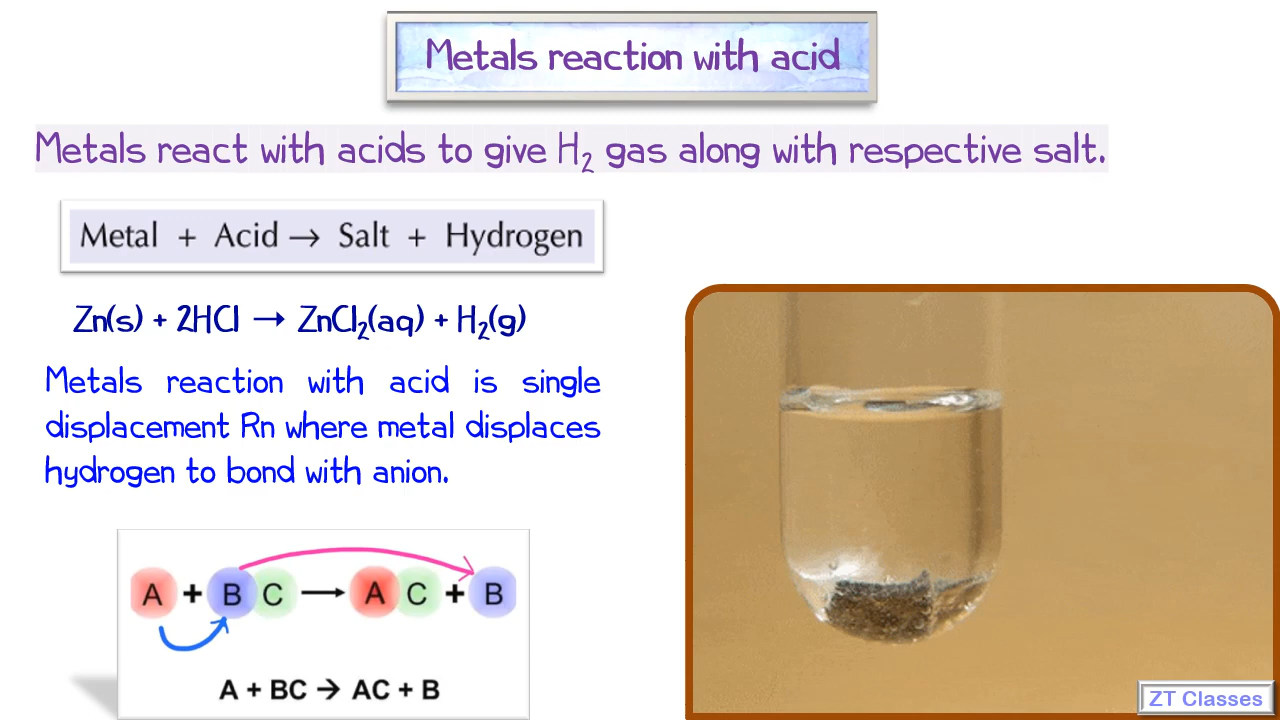 Metals reaction with acid
Metals react with acids to give H₂ gas along with respective salt.
Metal + Acid → Salt + Hydrogen
Zn(s) + 2HCl → ZnCl₂(aq) + H₂(g)
Metals reaction with acid is single
displacement Rn where metal displaces
hydrogen to bond with anion.
A + B C → A C + B
A + BC → AC + B
ZT Classes